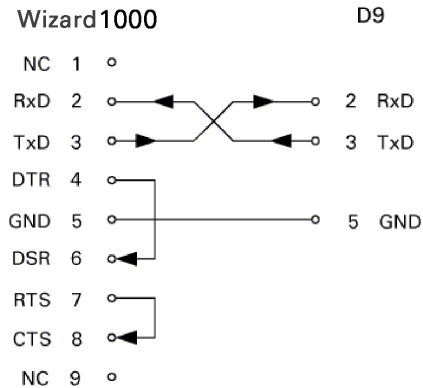 Wizard1000 D9
NC 1
RxD 2 2 RxD
TxD 3 3 TxD
DTR 4
GND 5 5 GND
DSR 6
RTS 7
CTS 8
NC 9